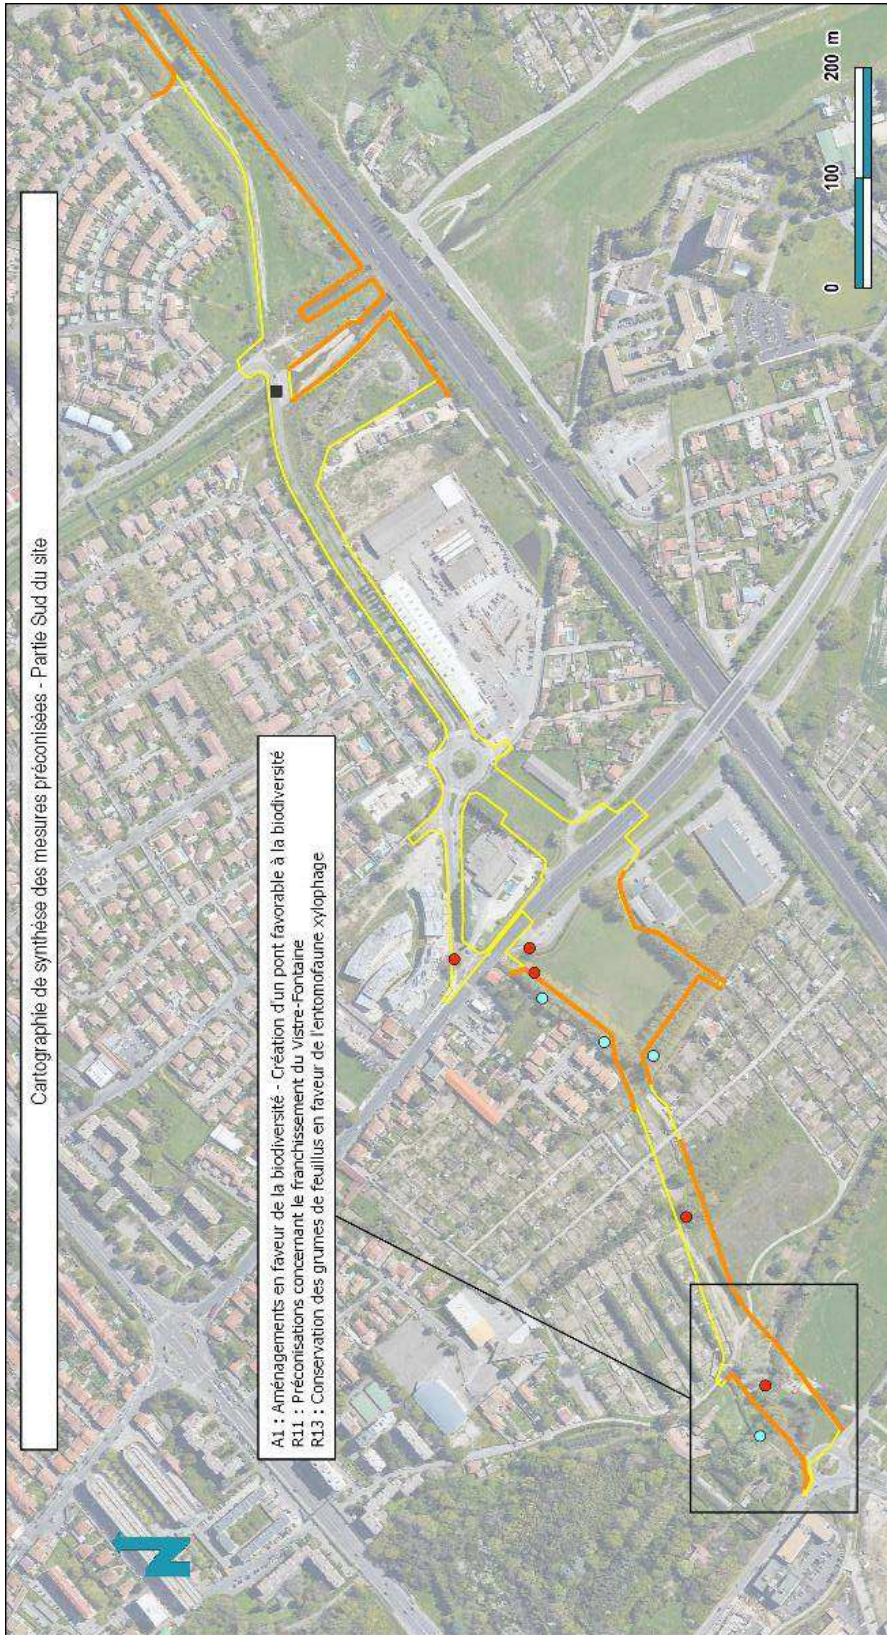 Cartographie de synthèse des mesures préconisées - Partie Sud du site
A1 : Aménagements en faveur de la biodiversité - Création d'un pont favorable à la biodiversité
R11 : Préconisations concernant le franchissement du Vistre-Fontaine
R13 : Conservation des grumes de feuillus en faveur de l'entomofaune xylophage
N
0 100 200 m